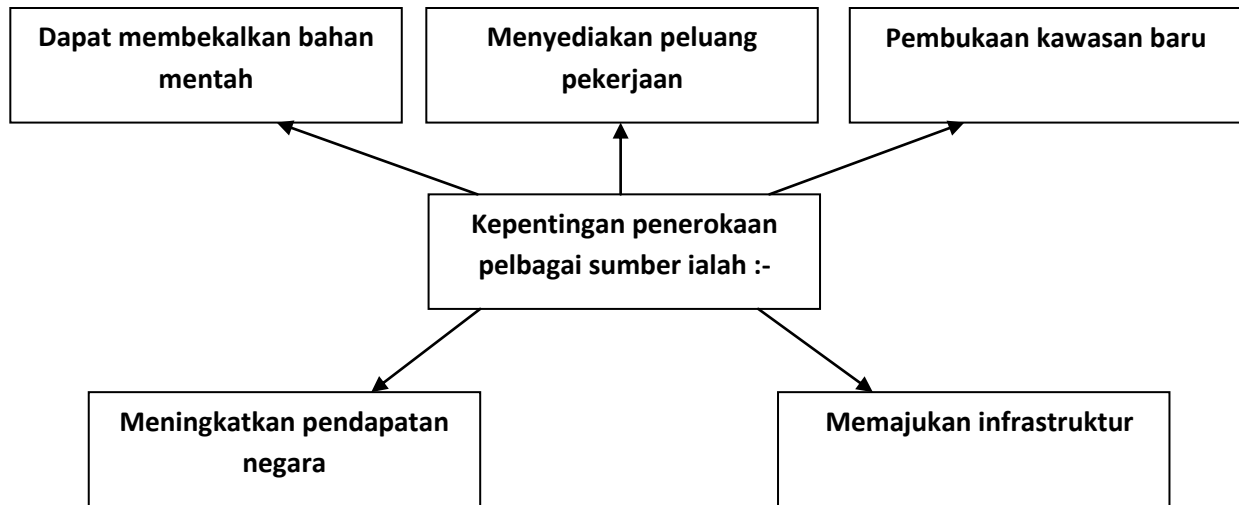 Dapat membekalkan bahan
mentah
Menyediakan peluang
pekerjaan
Pembukaan kawasan baru
Kepentingan penerokaan
pelbagai sumber ialah :-
Meningkatkan pendapatan
negara
Memajukan infrastruktur